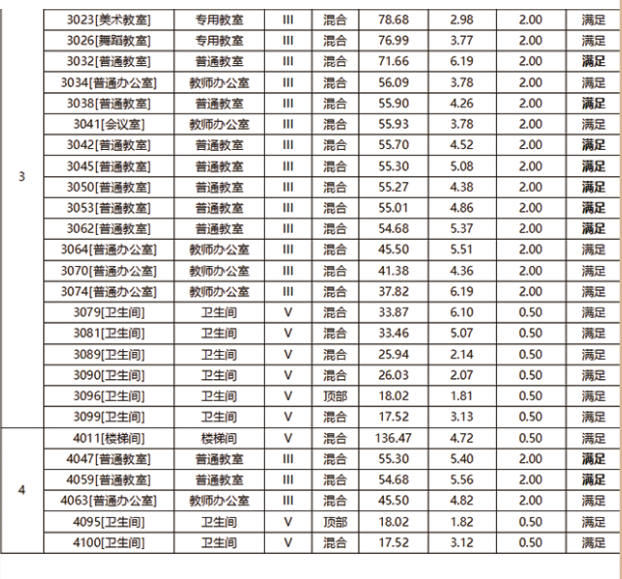 3023[美术教室] 专用教室 III 混合 78.68 2.98 2.00 满足
3026[舞蹈教室] 专用教室 III 混合 76.99 3.77 2.00 满足
3032[普通教室] 普通教室 III 混合 71.66 6.19 2.00 满足
3034[普通办公室] 教师办公室 III 混合 56.09 3.78 2.00 满足
3038[普通教室] 普通教室 III 混合 55.90 4.26 2.00 满足
3041[会议室] 教师办公室 III 混合 55.93 3.78 2.00 满足
3042[普通教室] 普通教室 III 混合 55.70 4.52 2.00 满足
3045[普通教室] 普通教室 III 混合 55.30 5.08 2.00 满足
3
3050[普通教室] 普通教室 III 混合 55.27 4.38 2.00 满足
3053[普通教室] 普通教室 III 混合 55.01 4.86 2.00 满足
3062[普通教室] 普通教室 III 混合 54.68 5.37 2.00 满足
3064[普通办公室] 教师办公室 III 混合 45.50 5.51 2.00 满足
3070[普通办公室] 教师办公室 III 混合 41.38 4.36 2.00 满足
3074[普通办公室] 教师办公室 III 混合 37.82 6.19 2.00 满足
3079[卫生间] 卫生间 V 混合 33.87 6.10 0.50 满足
3081[卫生间] 卫生间 V 混合 33.46 5.07 0.50 满足
3089[卫生间] 卫生间 V 混合 25.94 2.14 0.50 满足
3090[卫生间] 卫生间 V 混合 26.03 2.07 0.50 满足
3096[卫生间] 卫生间 V 顶部 18.02 1.81 0.50 满足
3099[卫生间] 卫生间 V 混合 17.52 3.13 0.50 满足
4011[楼梯间] 楼梯间 V 混合 136.47 4.72 0.50 满足
4047[普通教室] 普通教室 III 混合 55.30 5.40 2.00 满足
4059[普通教室] 普通教室 III 混合 54.68 5.56 2.00 满足
4
4063[普通办公室] 教师办公室 III 混合 45.50 4.82 2.00 满足
4095[卫生间] 卫生间 V 顶部 18.02 1.82 0.50 满足
4100[卫生间] 卫生间 V 混合 17.52 3.12 0.50 满足